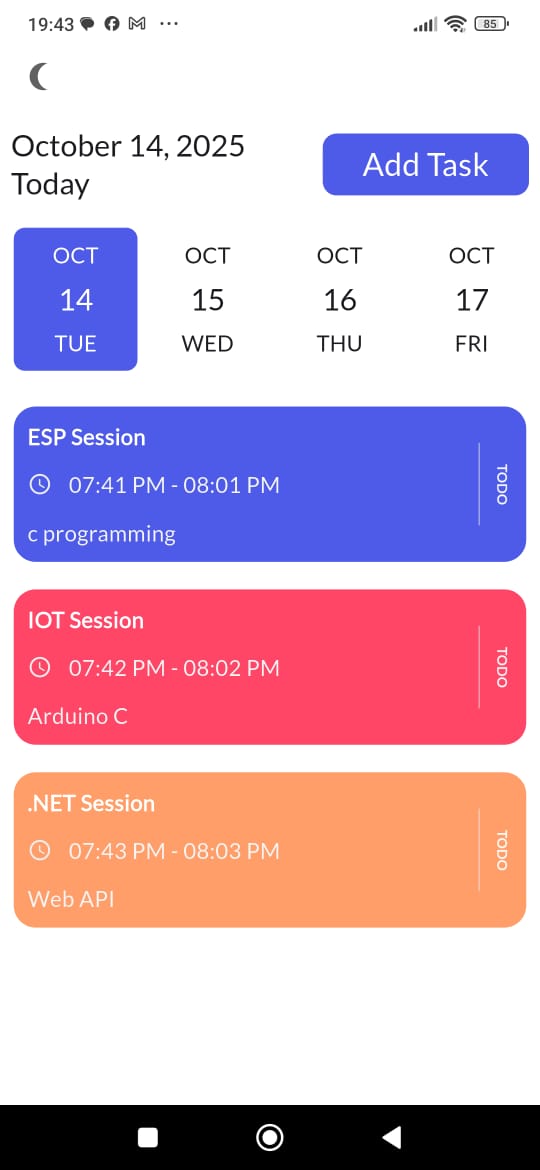 19:43
85
October 14, 2025
Today
Add Task
OCT
14
TUE
OCT
15
WED
OCT
16
THU
OCT
17
FRI
ESP Session
07:41 PM - 08:01 PM
c programming
TODO
IOT Session
07:42 PM - 08:02 PM
Arduino C
TODO
.NET Session
07:43 PM - 08:03 PM
Web API
TODO